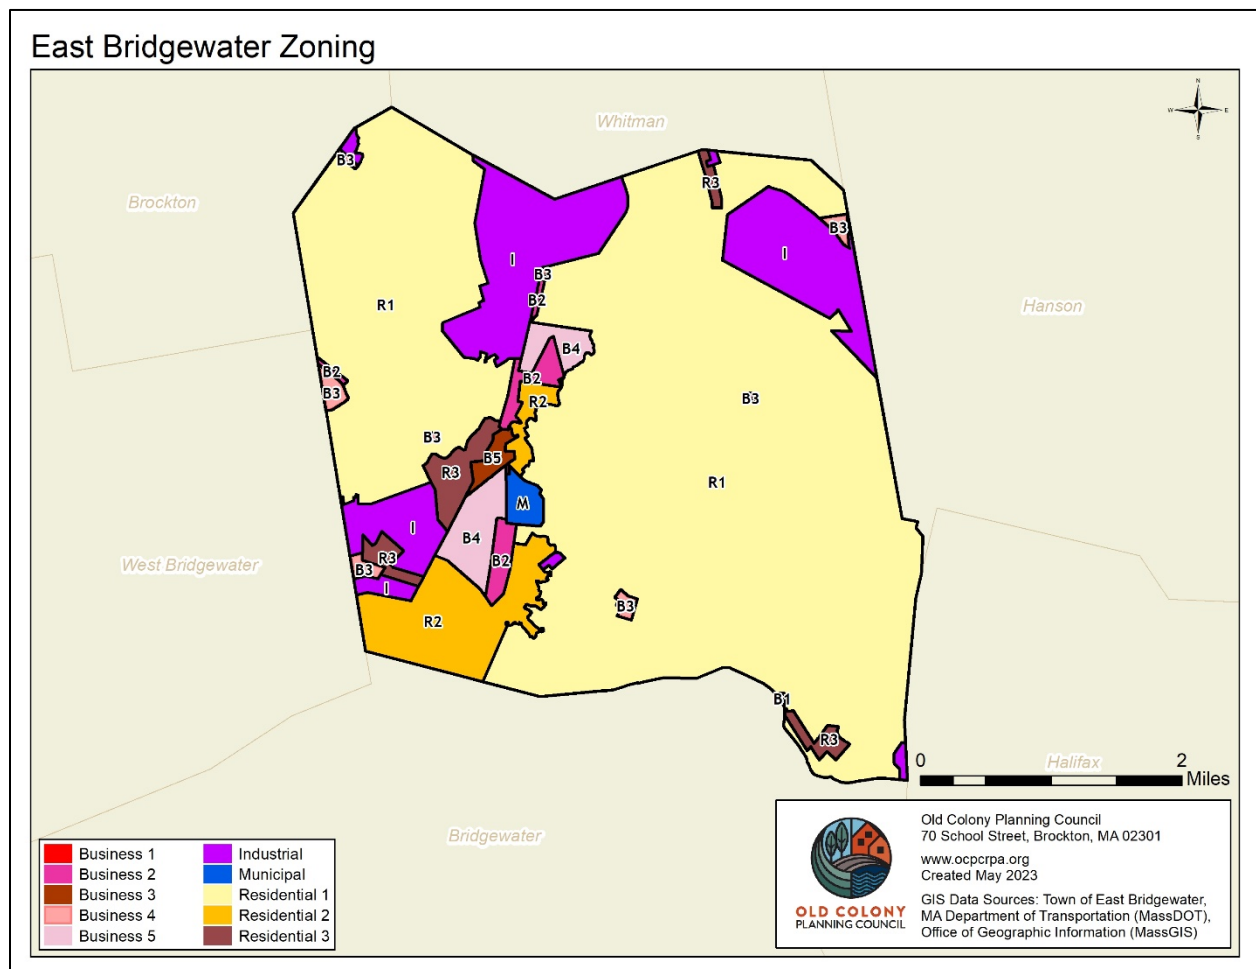 East Bridgewater Zoning
N
W
E
S
Whitman
B3
R3
Brockton
B3
I
I
B3
Hanson
R1
B2
B4
B2
B2
B3
R2
B3
B3
B5
R3
R1
M
I
B4
R3
B2
West Bridgewater
B3
I
B3
R2
B1
R3
0
2
Halifax
Miles
Bridgewater
Business 1
Business 2
Business 3
Business 4
Business 5
Industrial
Municipal
Residential 1
Residential 2
Residential 3
OLD COLONY
PLANNING COUNCIL
Old Colony Planning Council
70 School Street, Brockton, MA 02301
www.ocpcrpa.org
Created May 2023
GIS Data Sources: Town of East Bridgewater,
MA Department of Transportation (MassDOT),
Office of Geographic Information (MassGIS)